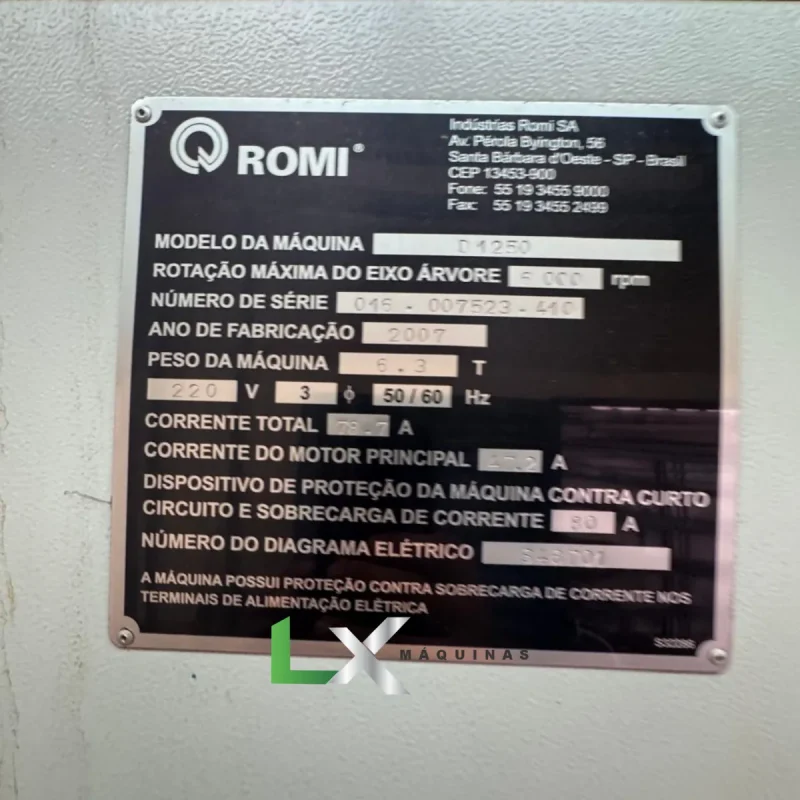 ROMI®
Indústrias Romi SA
Av. Pérola Byington, 56
Santa Bárbara d'Oeste - SP - Brasil
CEP 13453-900
Fone: 55 19 3455 9000
Fax: 55 19 3455 2499
MODELO DA MÁQUINA D1250
ROTAÇÃO MÁXIMA DO EIXO ÁRVORE 000 rpm
NÚMERO DE SÉRIE 016 - 007523-410
ANO DE FABRICAÇÃO 2007
PESO DA MÁQUINA 6.3 T
220 V 3 ϕ 50/60 Hz
CORRENTE TOTAL 78.7 A
CORRENTE DO MOTOR PRINCIPAL A
DISPOSITIVO DE PROTEÇÃO DA MÁQUINA CONTRA CURTO
CIRCUITO E SOBRECARGA DE CORRENTE 80 A
NÚMERO DO DIAGRAMA ELÉTRICO
A MÁQUINA POSSUI PROTEÇÃO CONTRA SOBRECARGA DE CORRENTE NOS
TERMINAIS DE ALIMENTAÇÃO ELÉTRICA
LX MÁQUINAS